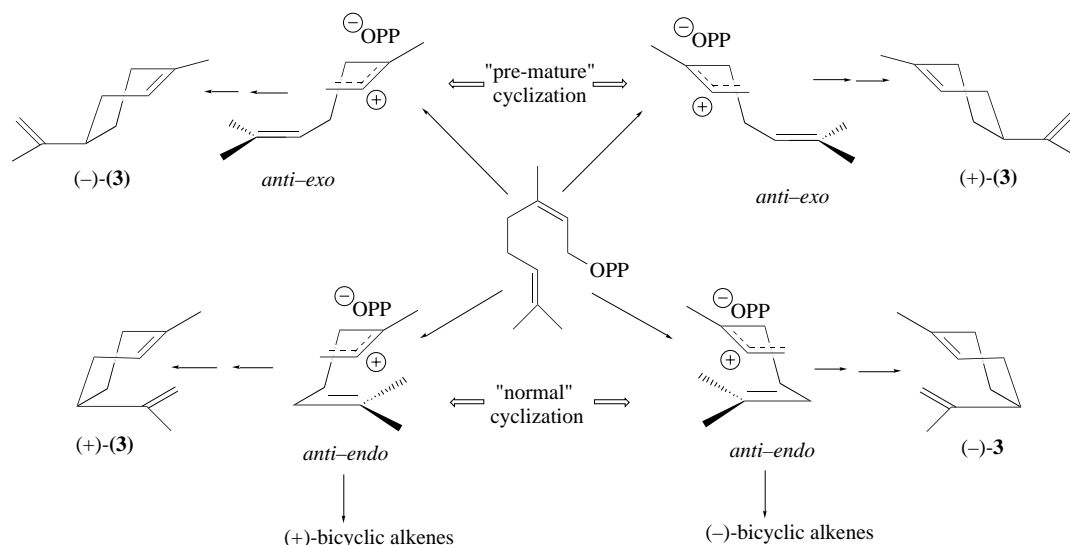 ⊖
OPP
⊖
OPP
"pre-mature"
cyclization
⊕
⊕
(–)-(3)
anti–exo
anti–exo
(+)-(3)
OPP
⊖
OPP
⊖
OPP
⊕
⊕
"normal"
cyclization
(+)-(3)
anti–endo
anti–endo
(–)-3
(+)-bicyclic alkenes
(–)-bicyclic alkenes